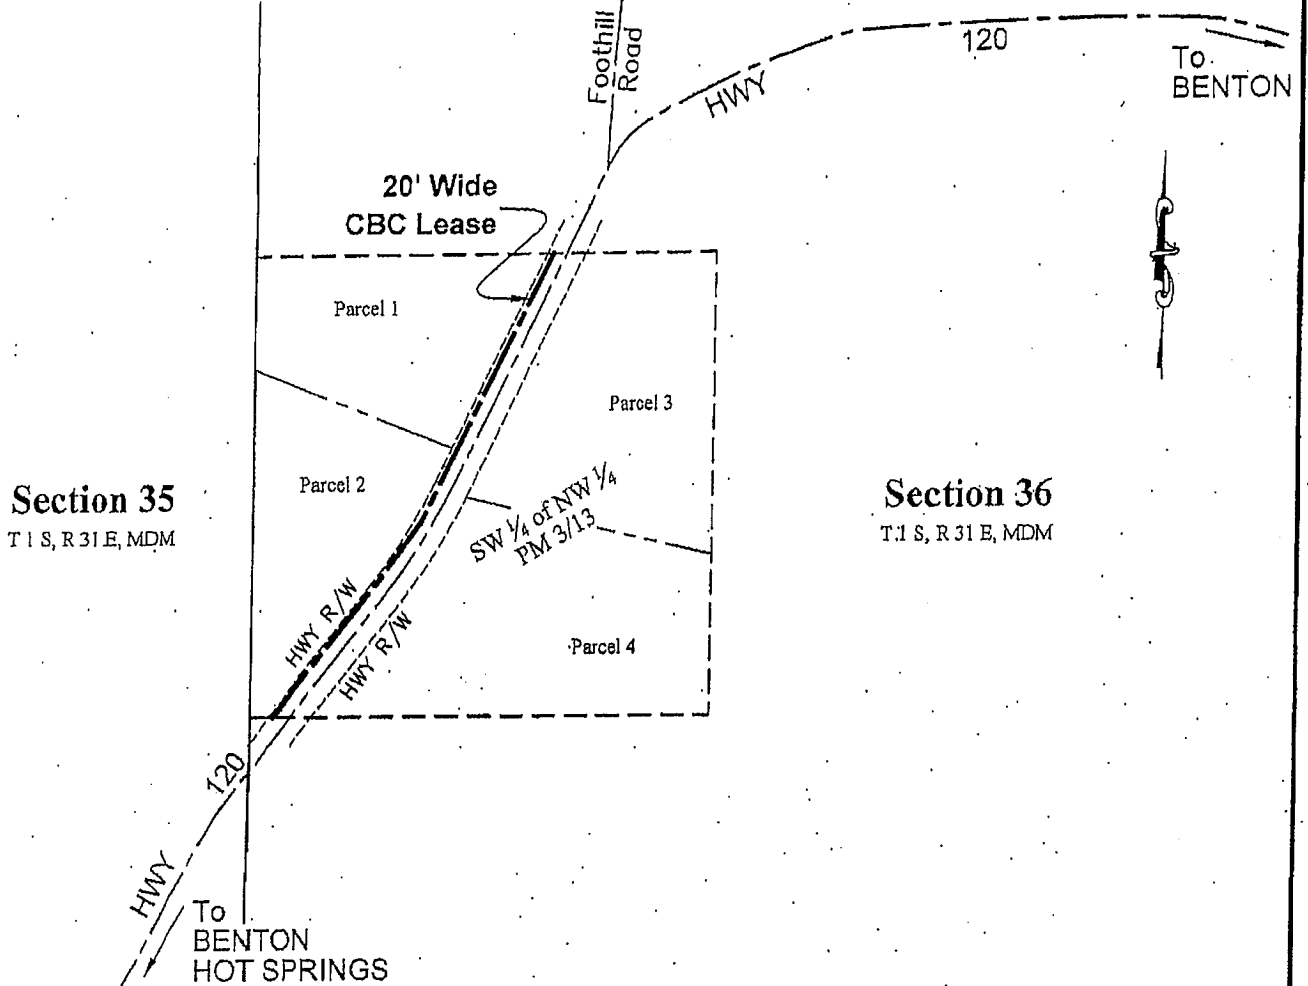 Foothill
Road
HWY
120
To
BENTON
20' Wide
CBC Lease
Parcel 1
Parcel 3
Parcel 2
SW ¼ of NW ¼
PM 3/13
Section 35
T 1 S, R 31 E, MDM
Section 36
T.1 S, R 31 E, MDM
HWY R/W
HWY R/W
Parcel 4
120
HWY
To
BENTON
HOT SPRINGS